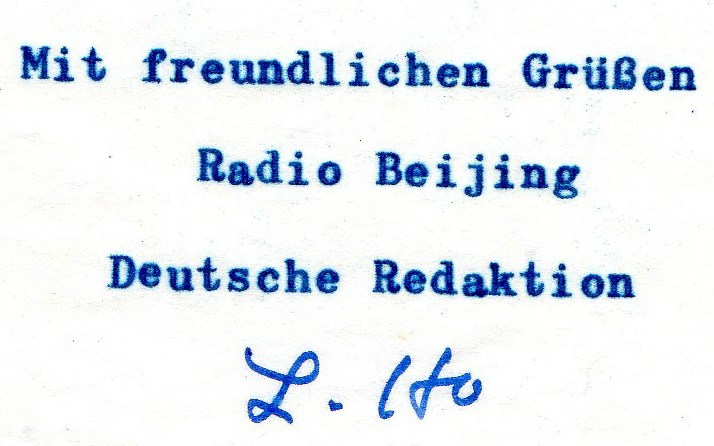 Mit freundlichen Grüßen
Radio Beijing
Deutsche Redaktion